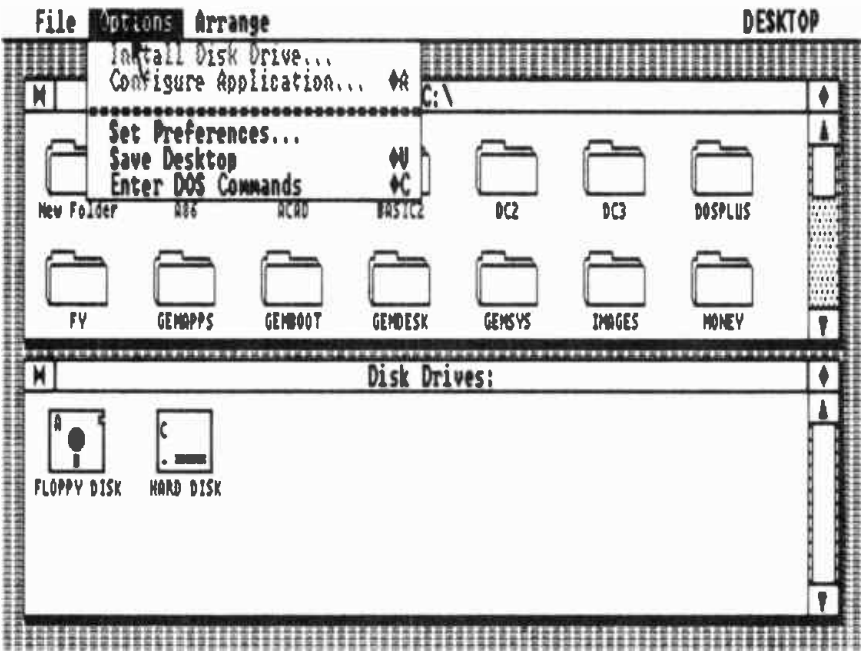 File Options Arrange DESKTOP
Install Disk Drive...
Configure Application... ◆A
C:\
Set Preferences...
Save Desktop ◆V
Enter DOS Commands ◆C
New Folder A86 ACAD BASIC2 DC2 DC3 DOSPLUS
FY GEMAPPS GEMBOOT GEMDESK GEMSYS IMAGES MONEY
Disk Drives:
A
C
FLOPPY DISK HARD DISK